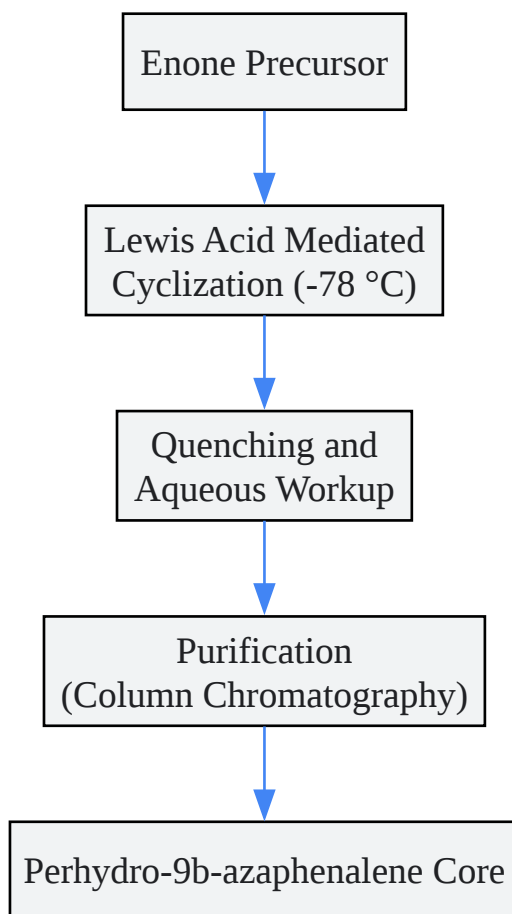 Enone Precursor
Lewis Acid Mediated
Cyclization (-78 °C)
Quenching and
Aqueous Workup
Purification
(Column Chromatography)
Perhydro-9b-azaphenalene Core